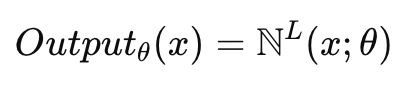 Output_θ(x) = ℕ^L(x; θ)